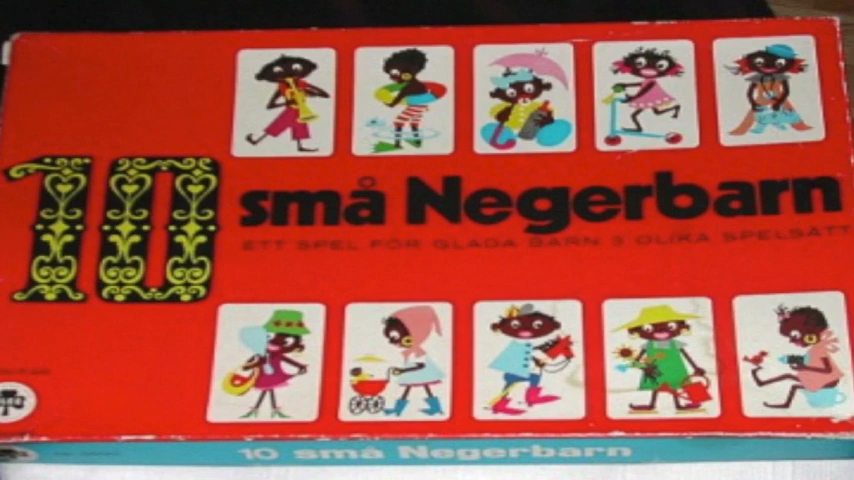 10 små Negerbarn
ETT SPEL FÖR GLADA BARN 3 OLIKA SPELSÄTT
10 små Negerbarn